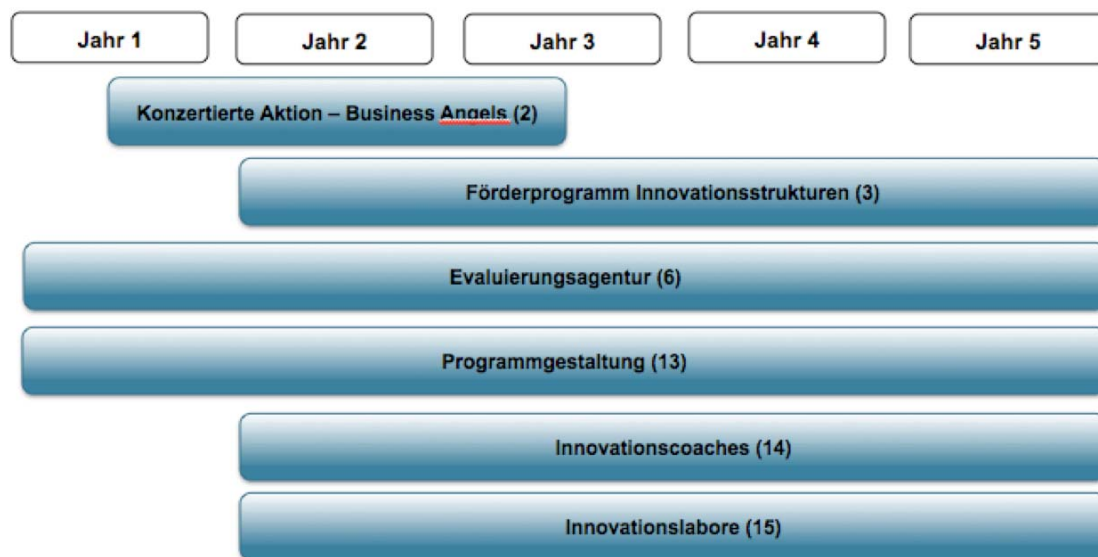 Jahr 1 Jahr 2 Jahr 3 Jahr 4 Jahr 5
Konzertierte Aktion – Business Angels (2)
Förderprogramm Innovationsstrukturen (3)
Evaluierungsagentur (6)
Programmgestaltung (13)
Innovationscoaches (14)
Innovationslabore (15)